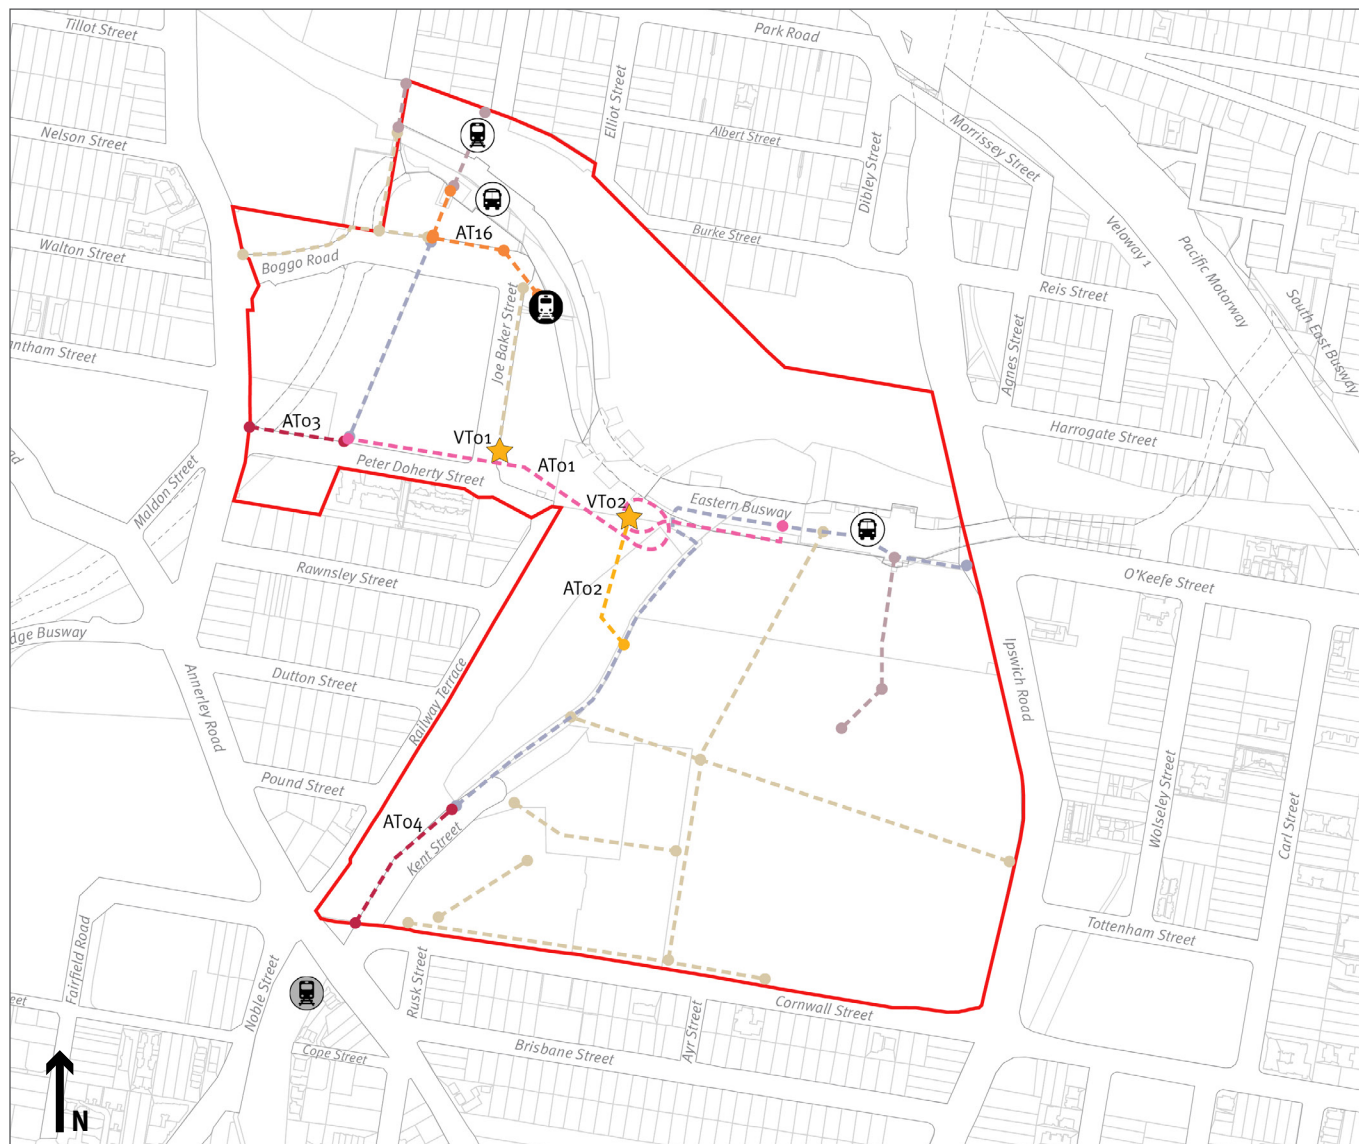 Tillot Street
Park Road
Elliot Street
Nelson Street
Albert Street
Dibley Street
Morrissey Street
Veloway 1
Pacific Motorway
South East Busway
Walton Street
AT16
Burke Street
Boggo Road
Reis Street
Joe Baker Street
Agnes Street
antham Street
AT03
VT01
Harrogate Street
AT01
Peter Doherty Street
Maldon Street
VT02
Eastern Busway
AT02
Rawnsley Street
O'Keefe Street
dge Busway
Dutton Street
Annerley Road
Railway Terrace
Ipswich Road
Pound Street
Wolseley Street
Carl Street
AT04
Kent Street
Fairfield Road
Noble Street
Rusk Street
Tottenham Street
Cornwall Street
Ayr Street
Brisbane Street
Cope Street
eet
N